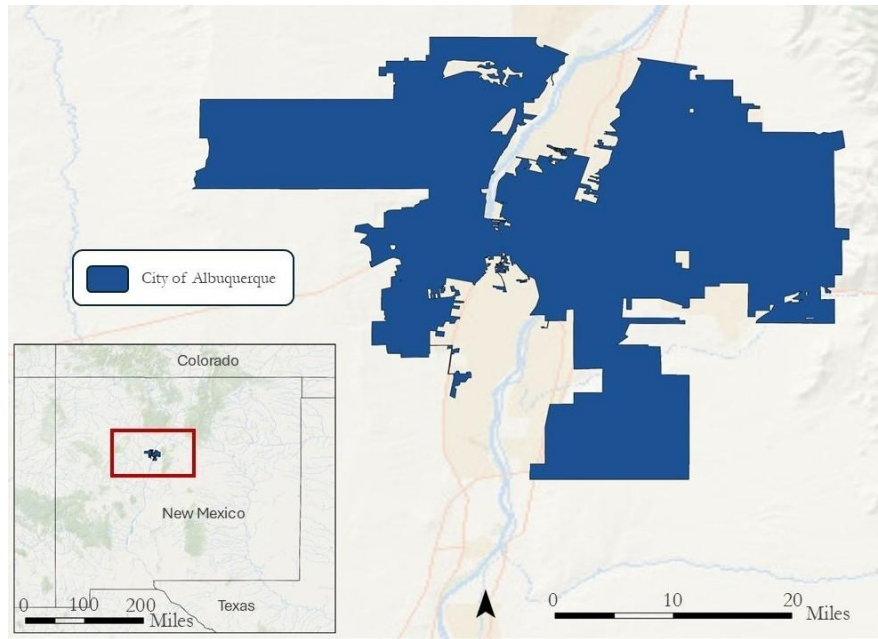 City of Albuquerque
Colorado
New Mexico
Texas
0 100 200
Miles
0 10 20
Miles